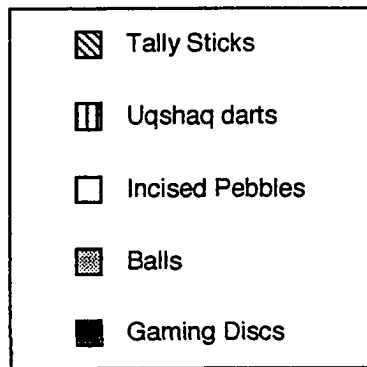 Tally Sticks
Uqshaq darts
Incised Pebbles
Balls
Gaming Discs